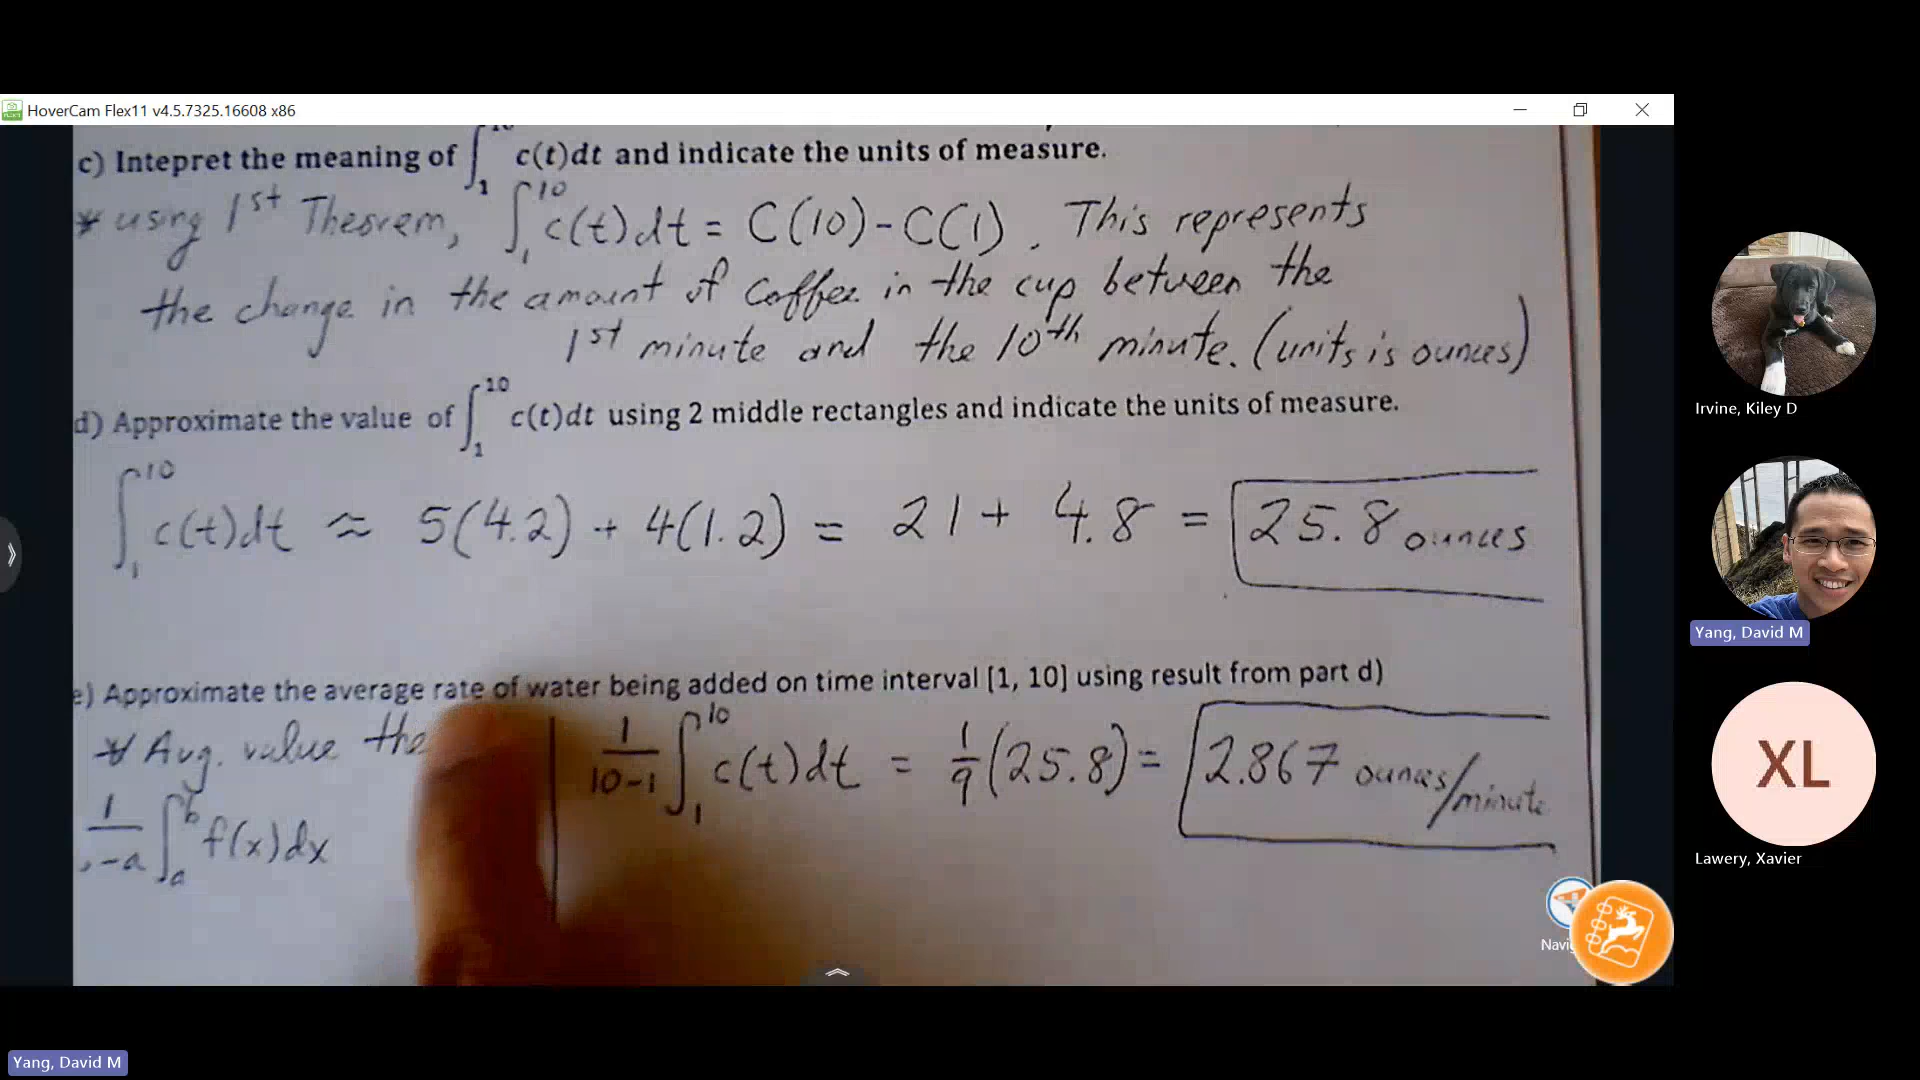 HoverCam Flex11 v4.5.7325.16608 x86
c) Intepret the meaning of ∫₁¹⁰ c(t)dt and indicate the units of measure.
* using 1st Theorem, ∫₁¹⁰ c(t)dt = C(10) - C(1). This represents
the change in the amount of coffee in the cup between the
1st minute and the 10th minute. (units is ounces)
d) Approximate the value of ∫₁¹⁰ c(t)dt using 2 middle rectangles and indicate the units of measure.
∫₁¹⁰ c(t)dt ≈ 5(4.2) + 4(1.2) = 21 + 4.8 = 25.8 ounces
e) Approximate the average rate of water being added on time interval [1, 10] using result from part d)
* Avg. value the
1/-a ∫ₐᵇ f(x)dx
1/10-1 ∫₁¹⁰ c(t)dt = 1/9 (25.8) = 2.867 ounces/minute
Navi
Irvine, Kiley D
Yang, David M
XL
Lawery, Xavier
Yang, David M